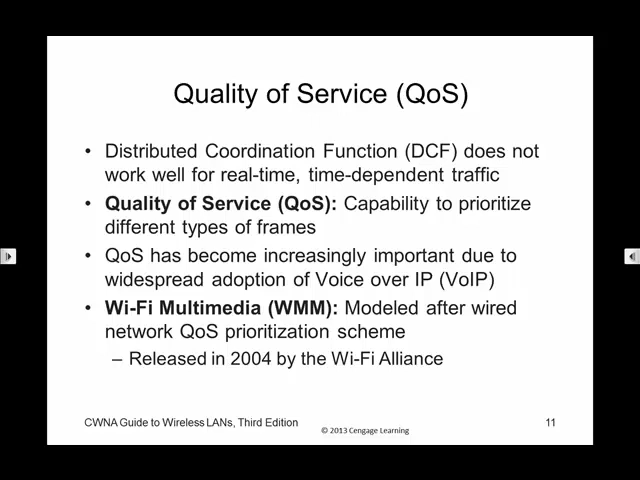 Quality of Service (QoS)
• Distributed Coordination Function (DCF) does not
work well for real-time, time-dependent traffic
• Quality of Service (QoS): Capability to prioritize
different types of frames
• QoS has become increasingly important due to
widespread adoption of Voice over IP (VoIP)
• Wi-Fi Multimedia (WMM): Modeled after wired
network QoS prioritization scheme
– Released in 2004 by the Wi-Fi Alliance
CWNA Guide to Wireless LANs, Third Edition
© 2013 Cengage Learning
11